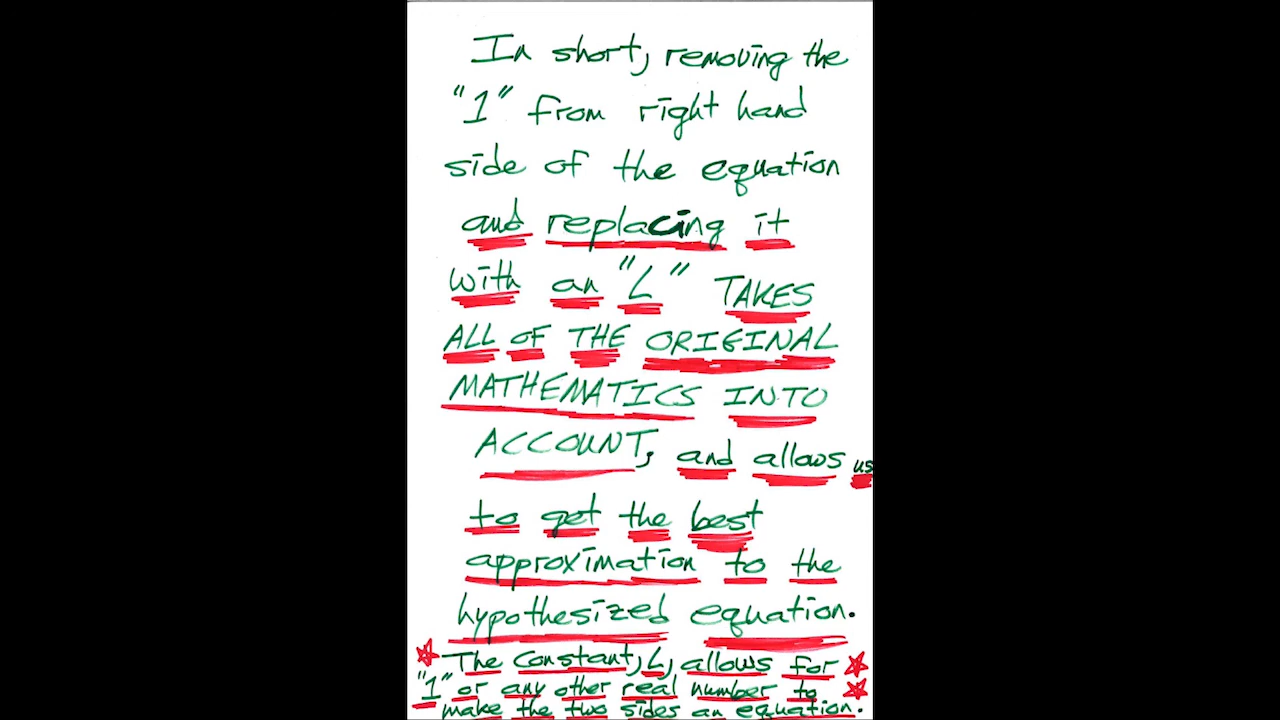 In short, removing the
"1" from right hand
side of the equation
and replacing it
with an "L" TAKES
ALL OF THE ORIGINAL
MATHEMATICS INTO
ACCOUNT, and allows us
to get the best
approximation to the
hypothesized equation.
The Constant, L, allows for
"1" or any other real number to
make the two sides an equation.